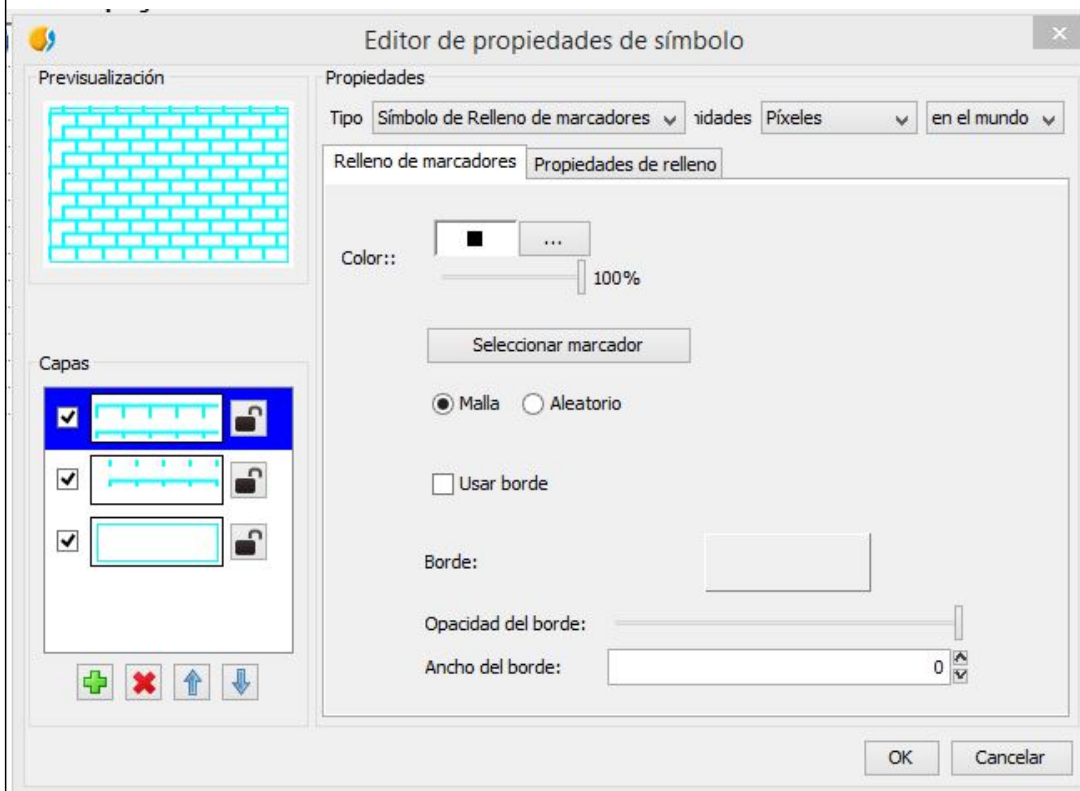 Editor de propiedades de símbolo
Previsualización
Propiedades
Tipo Símbolo de Relleno de marcadores nidades Píxeles en el mundo
Relleno de marcadores Propiedades de relleno
Color:: ...
100%
Seleccionar marcador
Capas
Malla Aleatorio
Usar borde
Borde:
Opacidad del borde:
Ancho del borde: 0
OK Cancelar